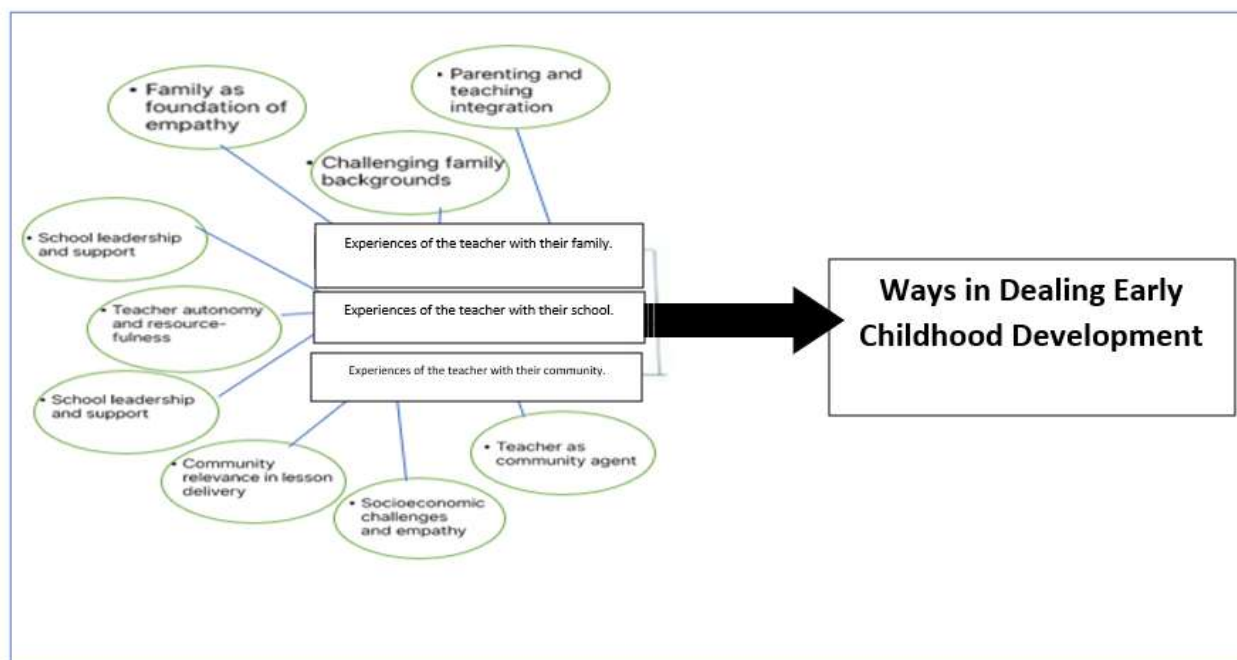 • Family as
foundation of
empathy
• Parenting and
teaching
integration
• Challenging family
backgrounds
• School leadership
and support
Experiences of the teacher with their family.
• Teacher autonomy
and resource-
fulness
Experiences of the teacher with their school.
Ways in Dealing Early
Childhood Development
Experiences of the teacher with their community.
• School leadership
and support
• Community
relevance in lesson
delivery
• Socioeconomic
challenges
and empathy
• Teacher as
community agent